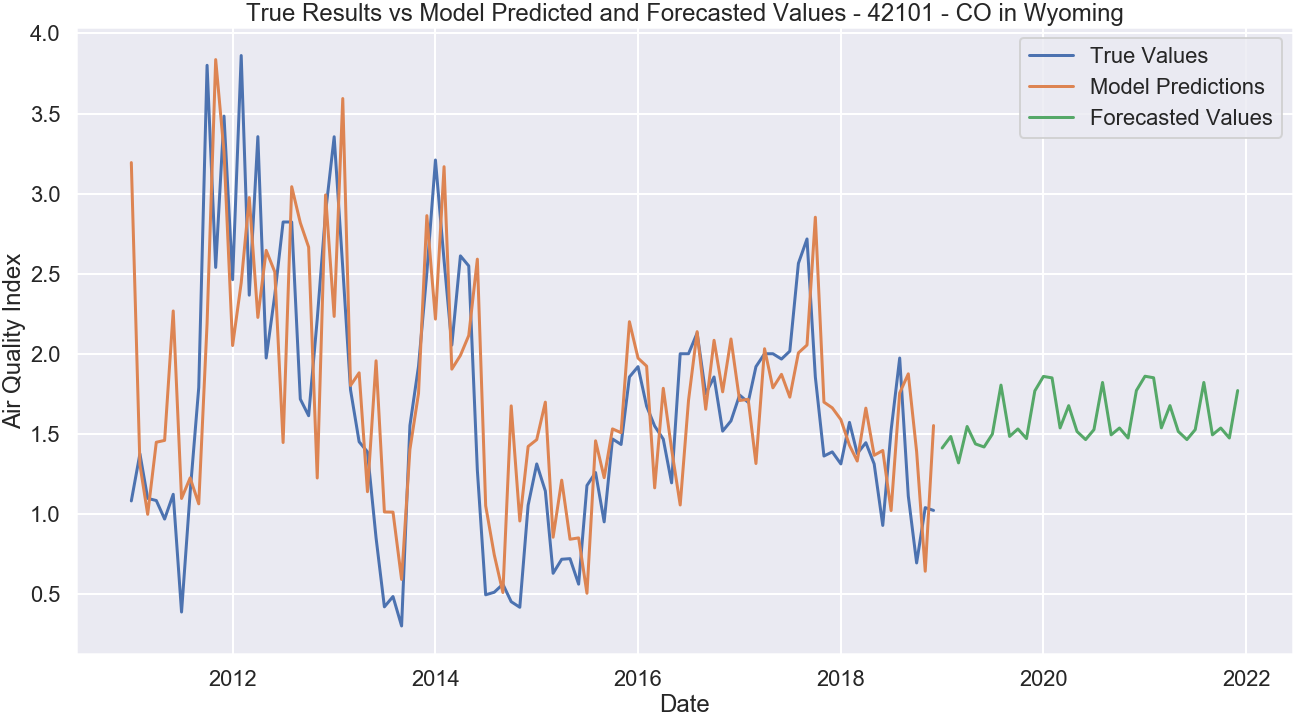 True Results vs Model Predicted and Forecasted Values - 42101 - CO in Wyoming
True Values
Model Predictions
Forecasted Values
Air Quality Index
4.0
3.5
3.0
2.5
2.0
1.5
1.0
0.5
2012
2014
2016
2018
2020
2022
Date